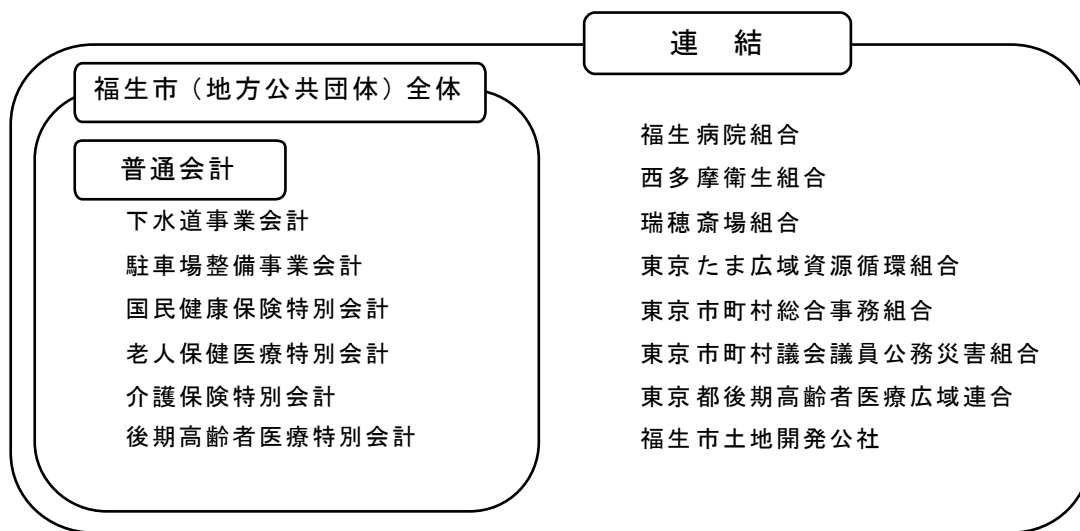 連 結
福生市（地方公共団体）全体
普通会計
下水道事業会計
駐車場整備事業会計
国民健康保険特別会計
老人保健医療特別会計
介護保険特別会計
後期高齢者医療特別会計
福生病院組合
西多摩衛生組合
瑞穂斎場組合
東京たま広域資源循環組合
東京市町村総合事務組合
東京市町村議会議員公務災害組合
東京都後期高齢者医療広域連合
福生市土地開発公社